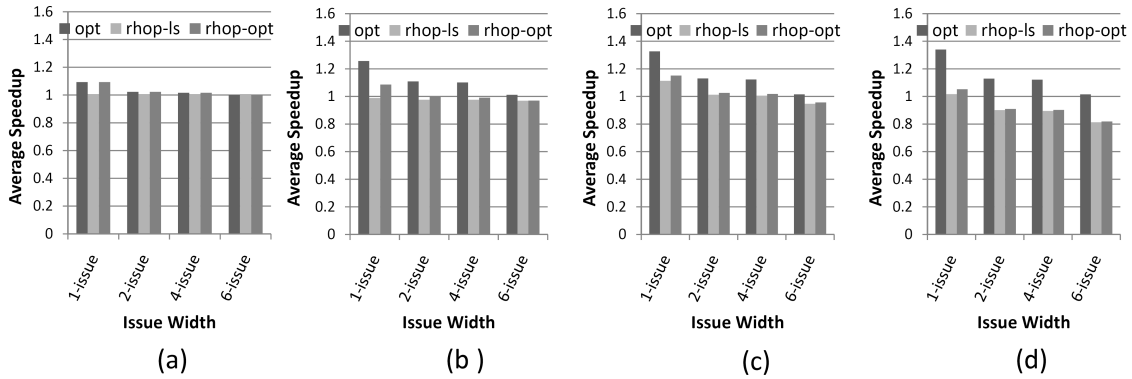 1.6
1.4
1.2
1
0.8
0.6
0.4
0.2
0
Average Speedup
opt rhop-ls rhop-opt
1-issue
2-issue
4-issue
6-issue
Issue Width
(a)
1.6
1.4
1.2
1
0.8
0.6
0.4
0.2
0
Average Speedup
opt rhop-ls rhop-opt
1-issue
2-issue
4-issue
6-issue
Issue Width
(b )
1.6
1.4
1.2
1
0.8
0.6
0.4
0.2
0
Average Speedup
opt rhop-ls rhop-opt
1-issue
2-issue
4-issue
6-issue
Issue Width
(c)
1.6
1.4
1.2
1
0.8
0.6
0.4
0.2
0
Average Speedup
opt rhop-ls rhop-opt
1-issue
2-issue
4-issue
6-issue
Issue Width
(d)